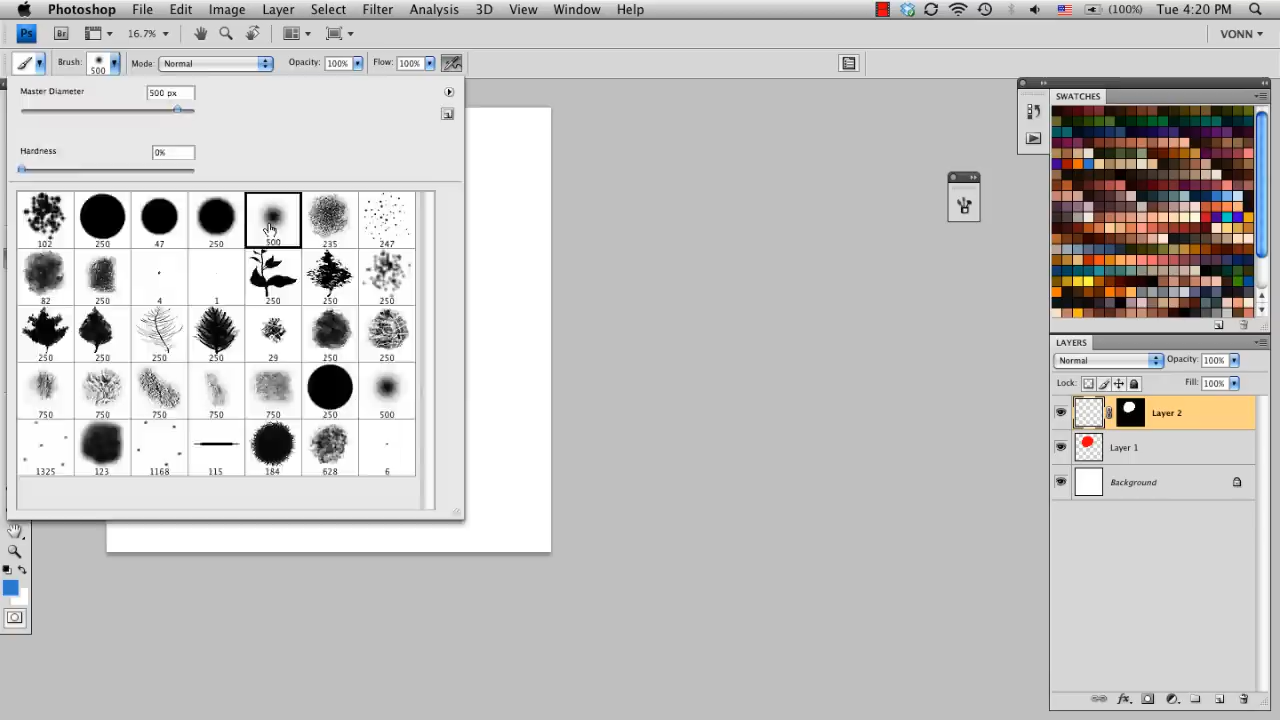 Photoshop File Edit Image Layer Select Filter Analysis 3D View Window Help (100%) Tue 4:20 PM
Ps Br 16.7% VONN
Brush: 500 Mode: Normal Opacity: 100% Flow: 100%
Master Diameter 500 px
Hardness 0%
102 250 47 250 500 235 247
82 250 4 1 250 250 250
250 250 250 250 29 250 250
750 750 750 750 750 250 500
1325 123 1168 115 184 628 6
SWATCHES
LAYERS
Normal Opacity: 100%
Lock: Fill: 100%
Layer 2
Layer 1
Background